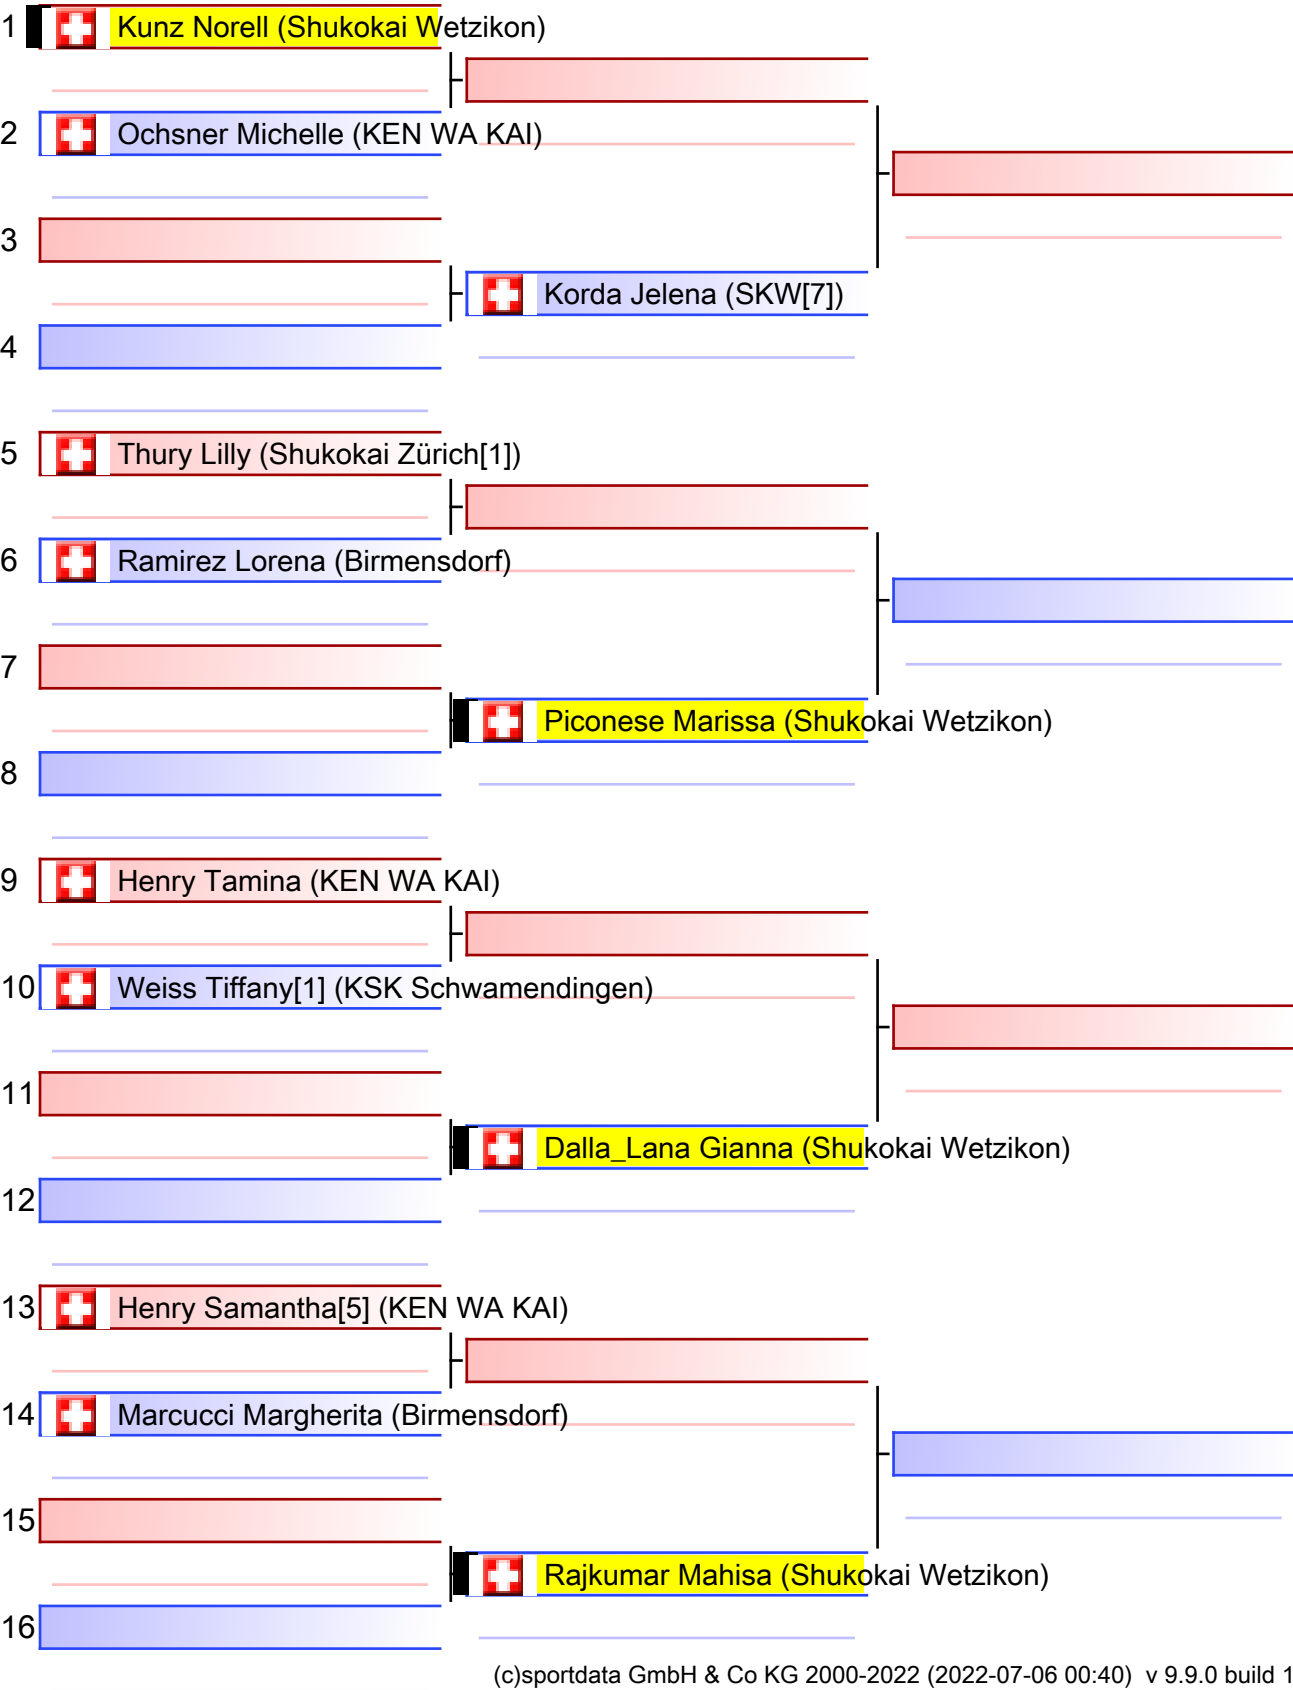 1 Kunz Norell (Shukokai Wetzikon)
2 Ochsner Michelle (KEN WA KAI)
3
Korda Jelena (SKW[7])
4
5 Thury Lilly (Shukokai Zürich[1])
6 Ramirez Lorena (Birmensdorf)
7
Piconese Marissa (Shukokai Wetzikon)
8
9 Henry Tamina (KEN WA KAI)
10 Weiss Tiffany[1] (KSK Schwamendingen)
11
Dalla_Lana Gianna (Shukokai Wetzikon)
12
13 Henry Samantha[5] (KEN WA KAI)
14 Marcucci Margherita (Birmensdorf)
15
Rajkumar Mahisa (Shukokai Wetzikon)
16
(c)sportdata GmbH & Co KG 2000-2022 (2022-07-06 00:40) v 9.9.0 build 1